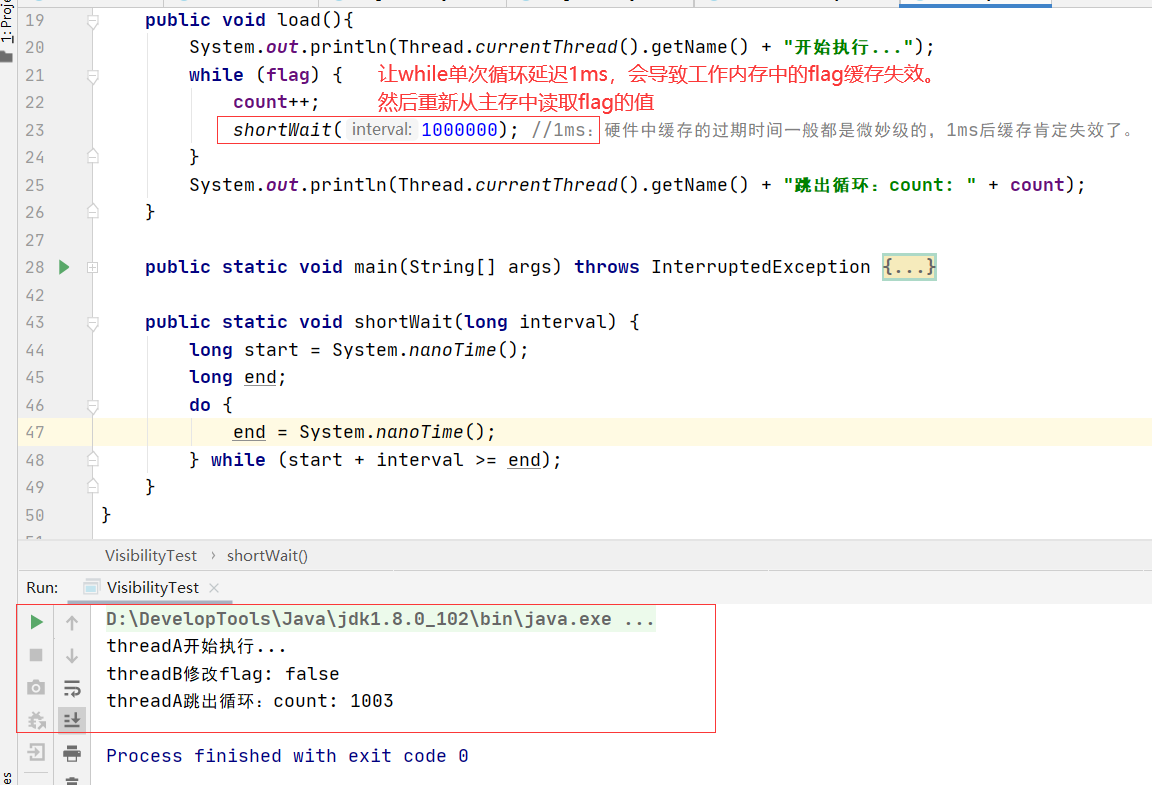 1: Proje
19 public void load(){
20 System.out.println(Thread.currentThread().getName() + "开始执行...");
21 while (flag) { 让while单次循环延迟1ms，会导致工作内存中的flag缓存失效。
22 count++; 然后重新从主存中读取flag的值
23 shortWait( interval: 1000000); //1ms：硬件中缓存的过期时间一般都是微妙级的，1ms后缓存肯定失效了。
24 }
25 System.out.println(Thread.currentThread().getName() + "跳出循环：count: " + count);
26 }
27
28 public static void main(String[] args) throws InterruptedException {...}
42
43 public static void shortWait(long interval) {
44 long start = System.nanoTime();
45 long end;
46 do {
47 end = System.nanoTime();
48 } while (start + interval >= end);
49 }
50 }
VisibilityTest › shortWait()
Run: VisibilityTest ×
D:\DevelopTools\Java\jdk1.8.0_102\bin\java.exe ...
threadA开始执行...
threadB修改flag: false
threadA跳出循环：count: 1003
Process finished with exit code 0